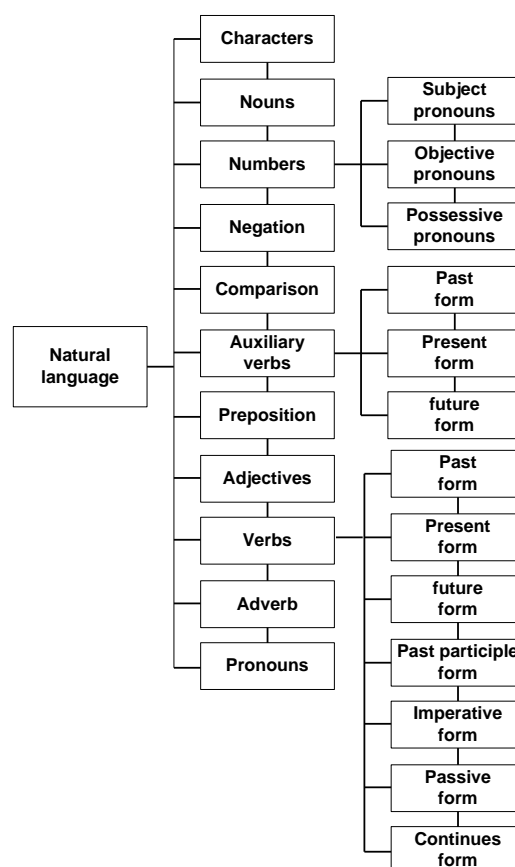 Natural
language
Characters
Nouns
Numbers
Negation
Comparison
Auxiliary
verbs
Preposition
Adjectives
Verbs
Adverb
Pronouns
Subject
pronouns
Objective
pronouns
Possessive
pronouns
Past
form
Present
form
future
form
Past
form
Present
form
future
form
Past participle
form
Imperative
form
Passive
form
Continues
form